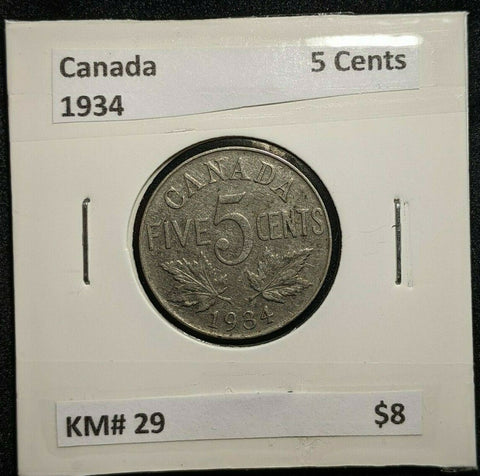 Canada 5 Cents
1934
CANADA
FIVE 5 CENTS
1934
KM# 29 $8